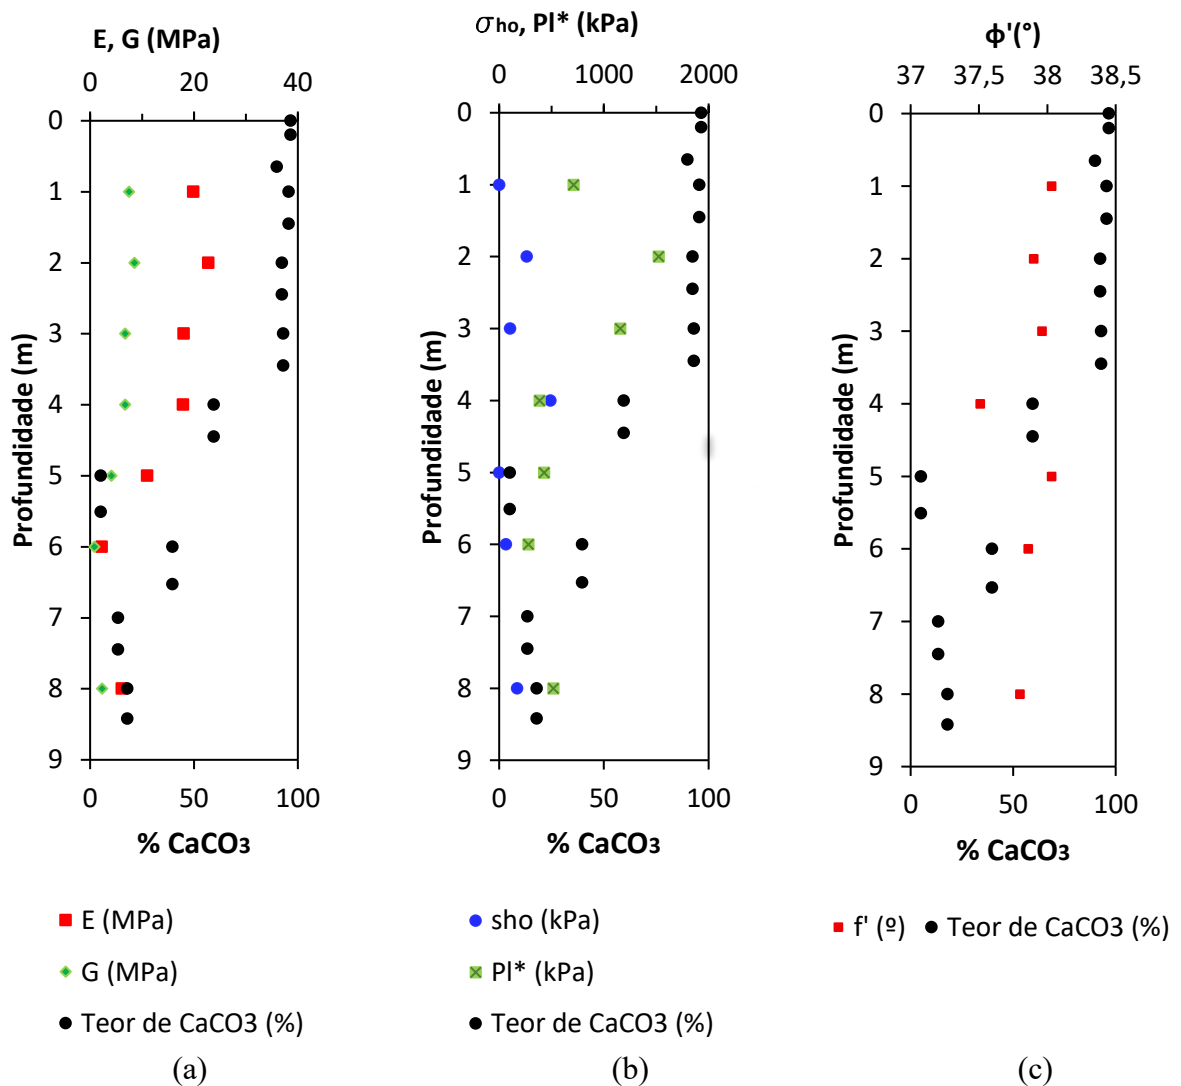 E, G (MPa)
0 20 40
0
1
2
3
4
5
6
7
8
9
Profundidade (m)
0 50 100
% CaCO3
E (MPa)
G (MPa)
Teor de CaCO3 (%)
(a)
σho, Pl* (kPa)
0 1000 2000
0
1
2
3
4
5
6
7
8
9
Profundidade (m)
0 50 100
% CaCO3
sho (kPa)
Pl* (kPa)
Teor de CaCO3 (%)
(b)
ϕ'(°)
37 37,5 38 38,5
0
1
2
3
4
5
6
7
8
9
Profundidade (m)
0 50 100
% CaCO3
f' (º) Teor de CaCO3 (%)
(c)